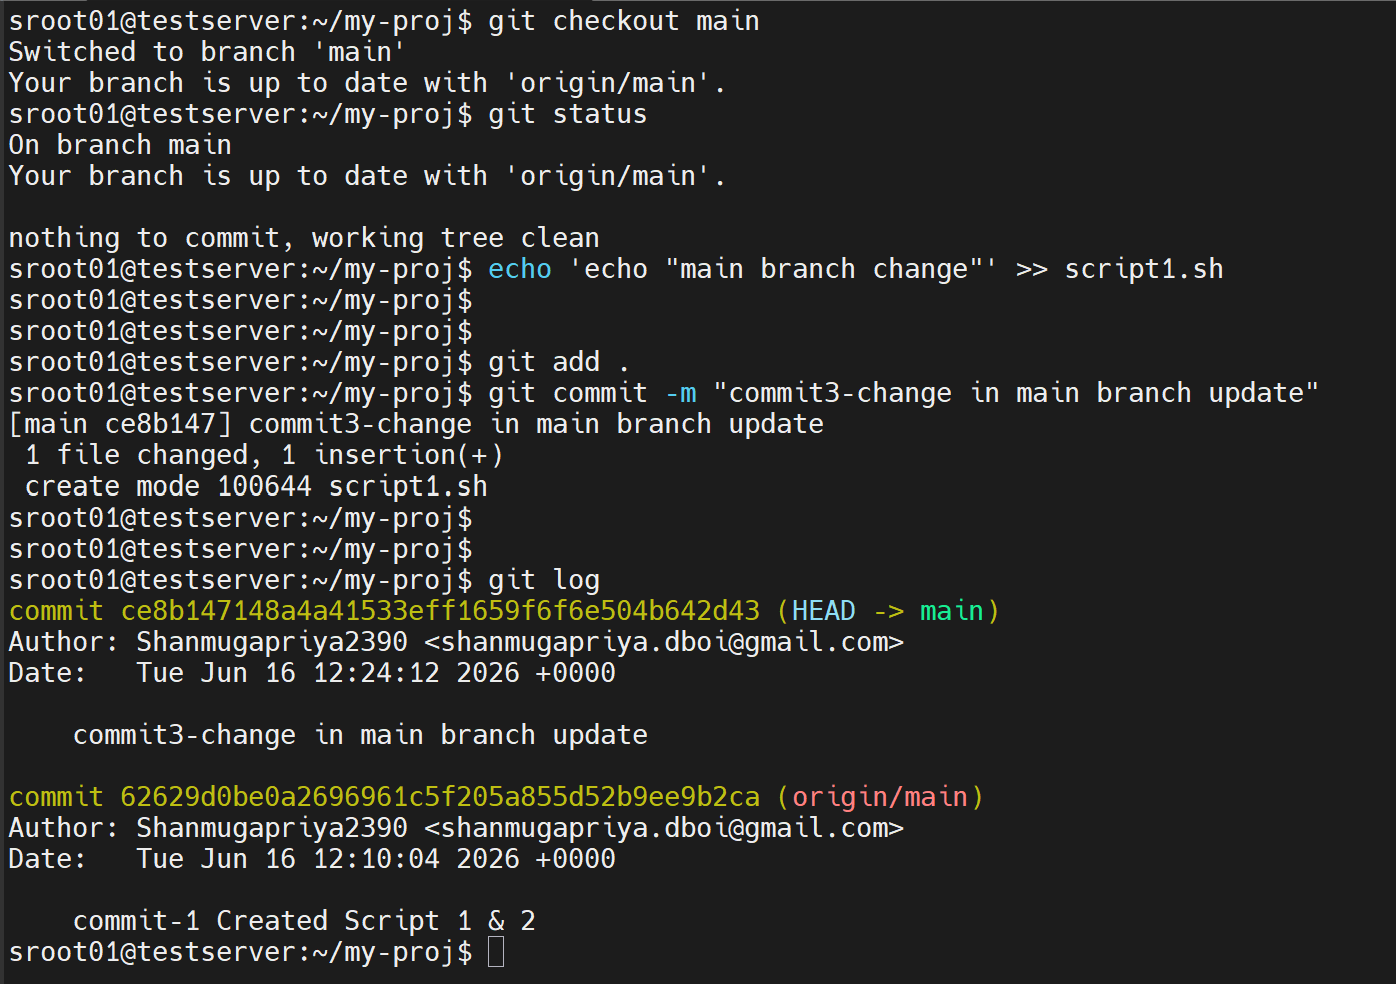 sroot01@testserver:~/my-proj$ git checkout main
Switched to branch 'main'
Your branch is up to date with 'origin/main'.
sroot01@testserver:~/my-proj$ git status
On branch main
Your branch is up to date with 'origin/main'.
nothing to commit, working tree clean
sroot01@testserver:~/my-proj$ echo 'echo "main branch change"' >> script1.sh
sroot01@testserver:~/my-proj$
sroot01@testserver:~/my-proj$
sroot01@testserver:~/my-proj$ git add .
sroot01@testserver:~/my-proj$ git commit -m "commit3-change in main branch update"
[main ce8b147] commit3-change in main branch update
 1 file changed, 1 insertion(+)
 create mode 100644 script1.sh
sroot01@testserver:~/my-proj$
sroot01@testserver:~/my-proj$
sroot01@testserver:~/my-proj$ git log
commit ce8b147148a4a41533eff1659f6f6e504b642d43 (HEAD -> main)
Author: Shanmugapriya2390 <shanmugapriya.dboi@gmail.com>
Date:   Tue Jun 16 12:24:12 2026 +0000
    commit3-change in main branch update
commit 62629d0be0a2696961c5f205a855d52b9ee9b2ca (origin/main)
Author: Shanmugapriya2390 <shanmugapriya.dboi@gmail.com>
Date:   Tue Jun 16 12:10:04 2026 +0000
    commit-1 Created Script 1 & 2
sroot01@testserver:~/my-proj$